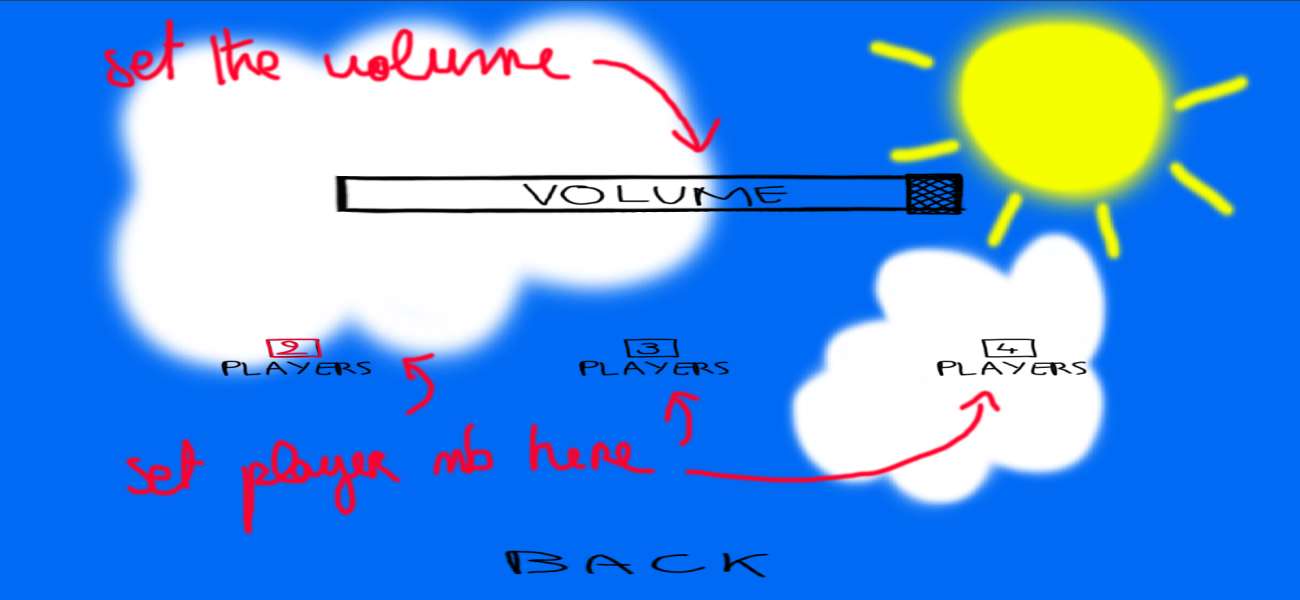 set the volume
VOLUME
2 3 4
PLAYERS PLAYERS PLAYERS
set player nb here
BACK